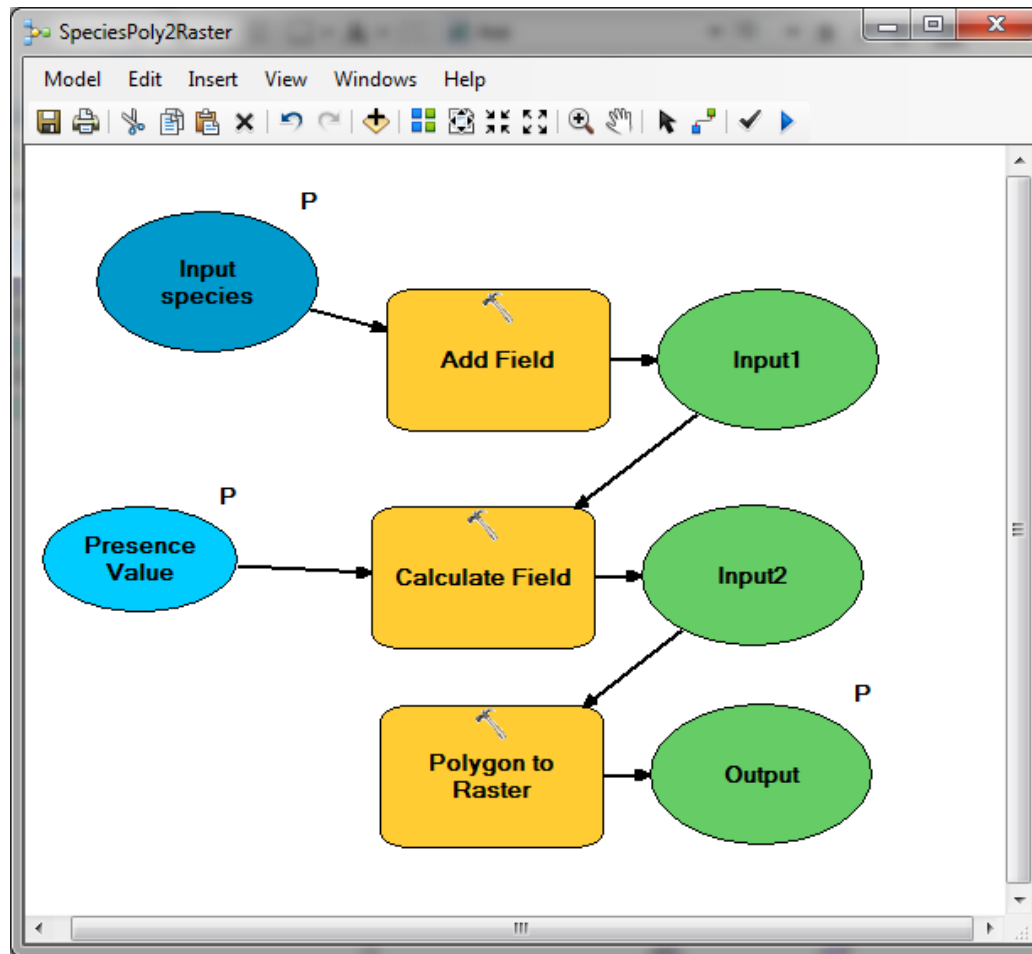 SpeciesPoly2Raster
Model Edit Insert View Windows Help
P
Input
species
Add Field
Input1
P
Presence
Value
Calculate Field
Input2
P
Polygon to
Raster
Output